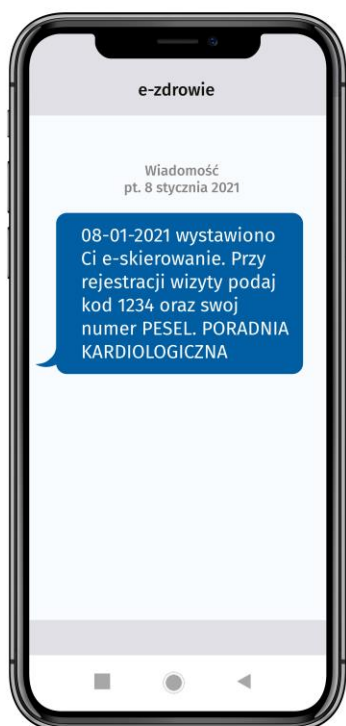 e-zdrowie
Wiadomość
pt. 8 stycznia 2021
08-01-2021 wystawiono
Ci e-skierowanie. Przy
rejestracji wizyty podaj
kod 1234 oraz swoj
numer PESEL. PORADNIA
KARDIOLOGICZNA